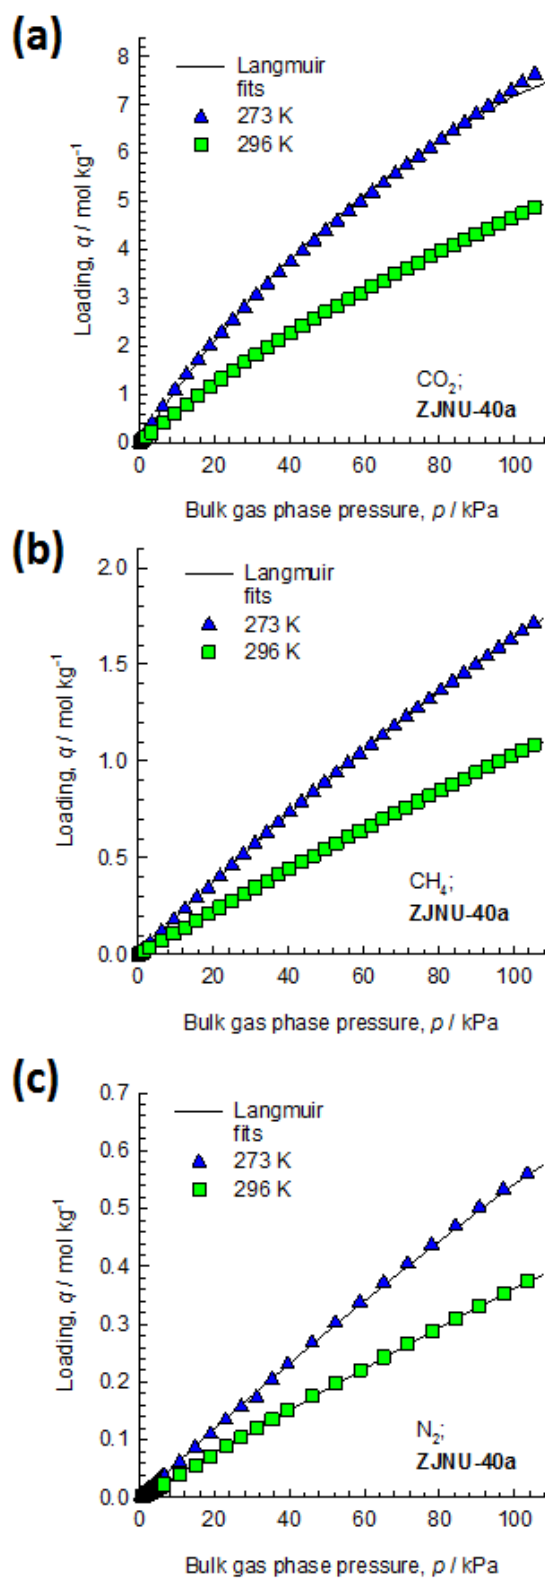 (a)
8
7
6
5
4
3
2
1
0
Loading, q / mol kg⁻¹
Langmuir
fits
273 K
296 K
CO₂;
ZJNU-40a
0 20 40 60 80 100
Bulk gas phase pressure, p / kPa
(b)
2.0
1.5
1.0
0.5
0.0
Loading, q / mol kg⁻¹
Langmuir
fits
273 K
296 K
CH₄;
ZJNU-40a
0 20 40 60 80 100
Bulk gas phase pressure, p / kPa
(c)
0.7
0.6
0.5
0.4
0.3
0.2
0.1
0.0
Loading, q / mol kg⁻¹
Langmuir
fits
273 K
296 K
N₂;
ZJNU-40a
0 20 40 60 80 100
Bulk gas phase pressure, p / kPa